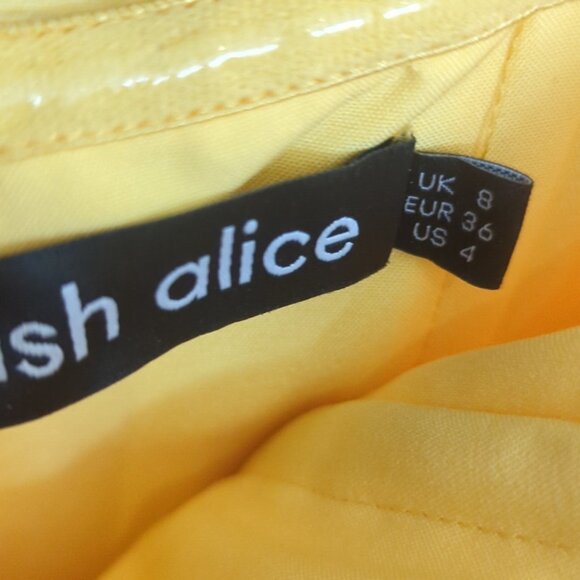 ish alice
UK 8
EUR 36
US 4